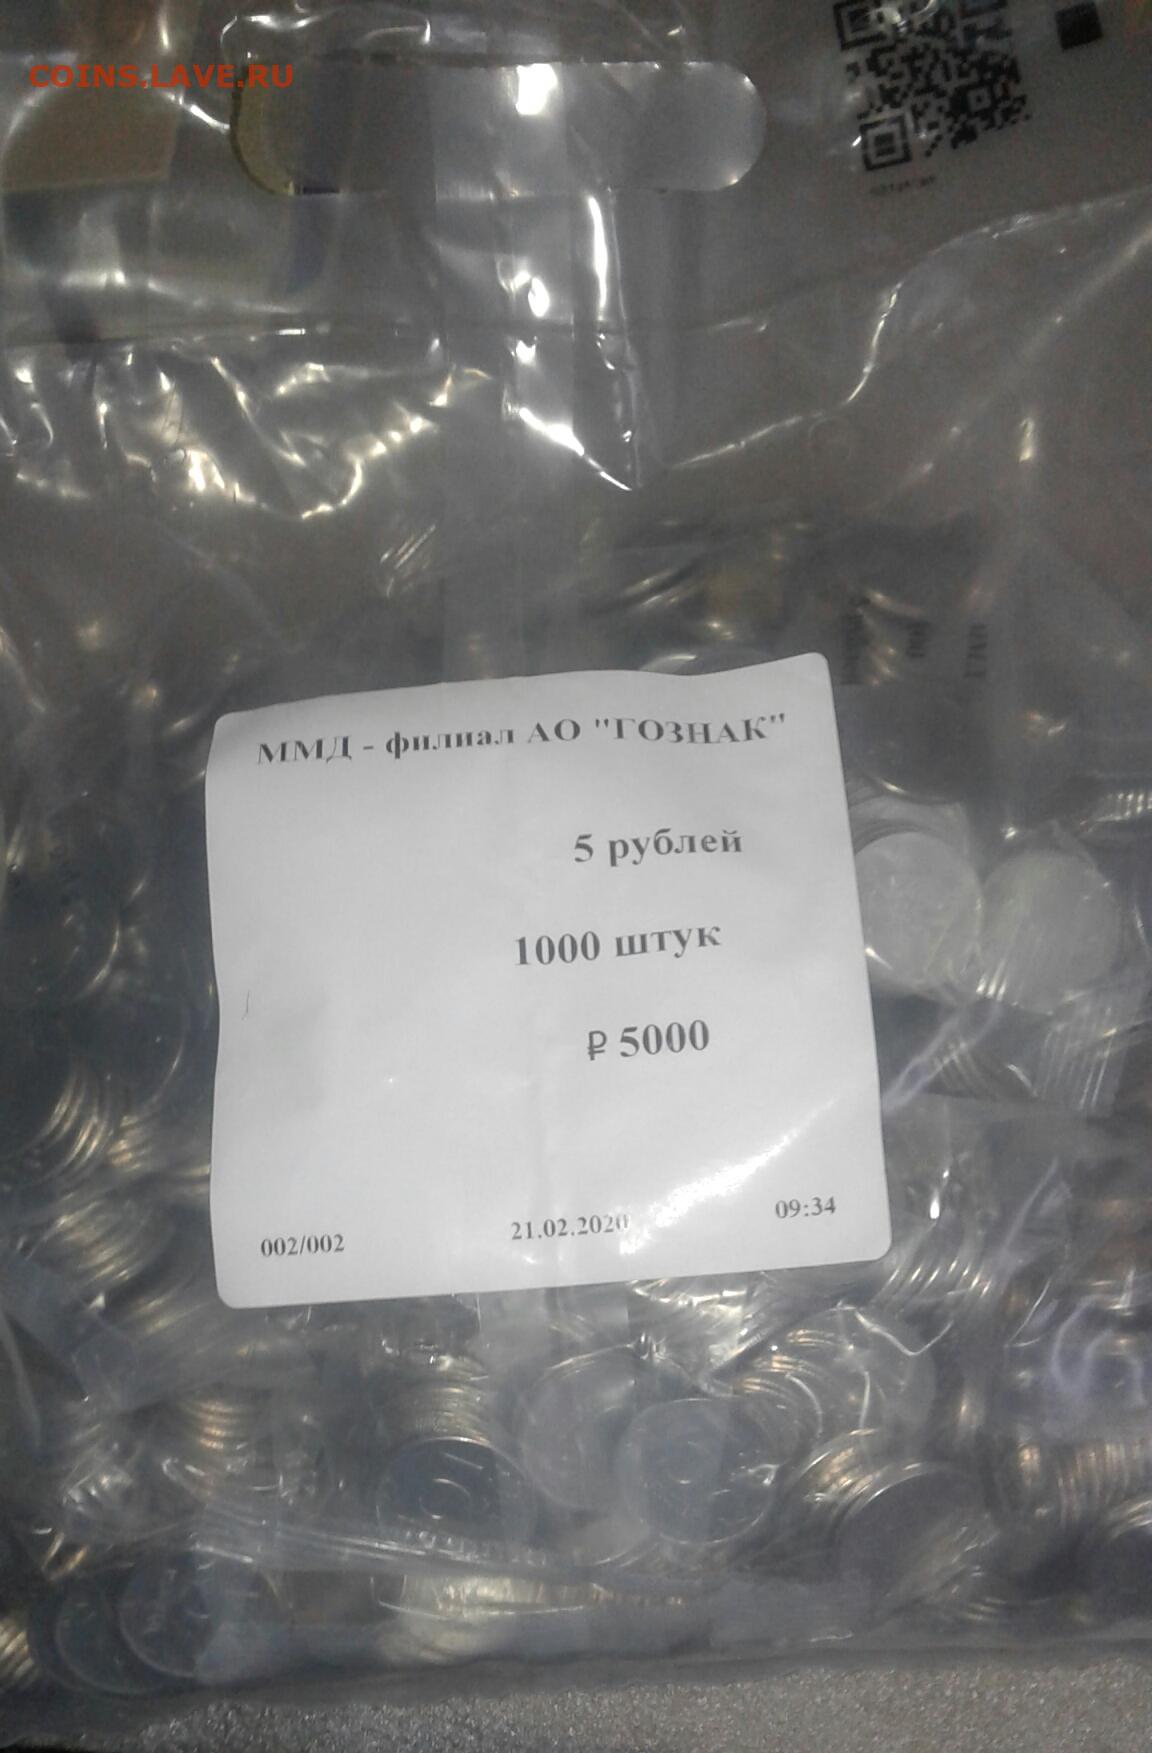 COINS.LAVE.RU
ММД - филиал АО "ГОЗНАК"
5 рублей
1000 штук
₽ 5000
002/002
21.02.2020
09:34